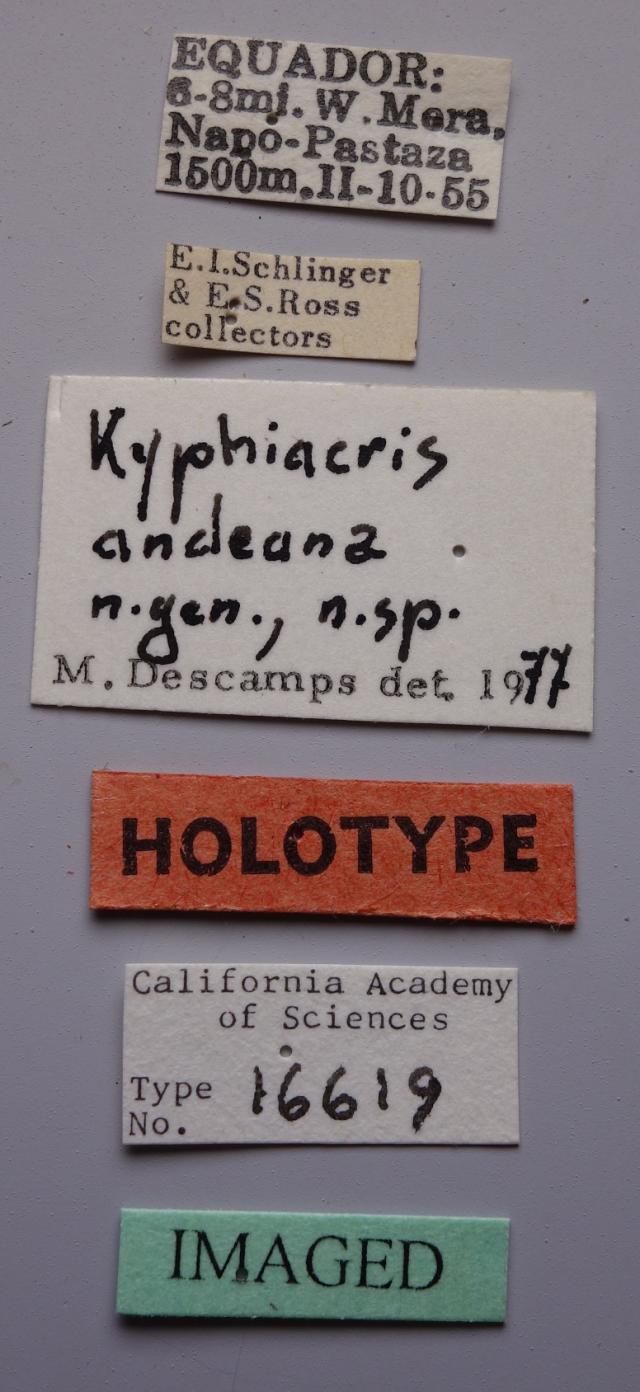 EQUADOR:
6-8mi. W. Mera,
Napo-Pastaza
1500m.II-10-55
E.I.Schlinger
& E.S.Ross
collectors
Kyphiacris
andeana
n.gen., n.sp.
M. Descamps det. 1977
HOLOTYPE
California Academy
of Sciences
Type
No. 16619
IMAGED